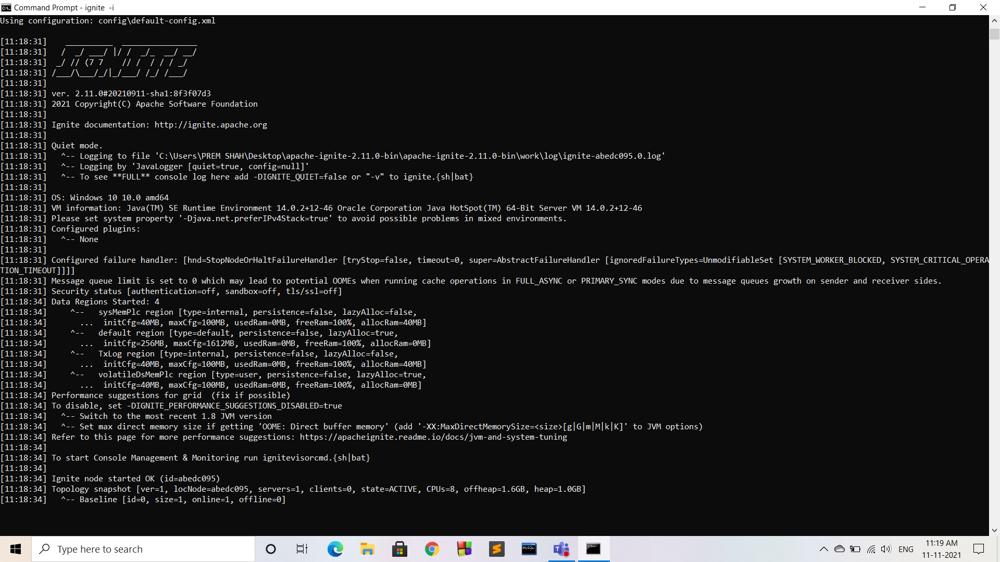 Command Prompt - ignite  -i
Using configuration: config\default-config.xml
[11:18:31]    __________  ________________
[11:18:31]   /  _/ ___/ |/ /  _/_  __/ __/
[11:18:31]  _/ // (7 7    // /  / / / _/
[11:18:31] /___/\___/_/|_/___/ /_/ /___/
[11:18:31]
[11:18:31] ver. 2.11.0#20210911-sha1:8f3f07d3
[11:18:31] 2021 Copyright(C) Apache Software Foundation
[11:18:31]
[11:18:31] Ignite documentation: http://ignite.apache.org
[11:18:31]
[11:18:31] Quiet mode.
[11:18:31]   ^-- Logging to file 'C:\Users\PREM SHAH\Desktop\apache-ignite-2.11.0-bin\apache-ignite-2.11.0-bin\work\log\ignite-abedc095.0.log'
[11:18:31]   ^-- Logging by 'JavaLogger [quiet=true, config=null]'
[11:18:31]   ^-- To see **FULL** console log here add -DIGNITE_QUIET=false or "-v" to ignite.{sh|bat}
[11:18:31]
[11:18:31] OS: Windows 10 10.0 amd64
[11:18:31] VM information: Java(TM) SE Runtime Environment 14.0.2+12-46 Oracle Corporation Java HotSpot(TM) 64-Bit Server VM 14.0.2+12-46
[11:18:31] Please set system property '-Djava.net.preferIPv4Stack=true' to avoid possible problems in mixed environments.
[11:18:31] Configured plugins:
[11:18:31]   ^-- None
[11:18:31]
[11:18:31] Configured failure handler: [hnd=StopNodeOrHaltFailureHandler [tryStop=false, timeout=0, super=AbstractFailureHandler [ignoredFailureTypes=UnmodifiableSet [SYSTEM_WORKER_BLOCKED, SYSTEM_CRITICAL_OPERA
TION_TIMEOUT]]]]
[11:18:31] Message queue limit is set to 0 which may lead to potential OOMEs when running cache operations in FULL_ASYNC or PRIMARY_SYNC modes due to message queues growth on sender and receiver sides.
[11:18:31] Security status [authentication=off, sandbox=off, tls/ssl=off]
[11:18:34] Data Regions Started: 4
[11:18:34]     ^--   sysMemPlc region [type=internal, persistence=false, lazyAlloc=false,
[11:18:34]       ...  initCfg=40MB, maxCfg=100MB, usedRam=0MB, freeRam=100%, allocRam=40MB]
[11:18:34]     ^--   default region [type=default, persistence=false, lazyAlloc=true,
[11:18:34]       ...  initCfg=256MB, maxCfg=1612MB, usedRam=0MB, freeRam=100%, allocRam=0MB]
[11:18:34]     ^--   TxLog region [type=internal, persistence=false, lazyAlloc=false,
[11:18:34]       ...  initCfg=40MB, maxCfg=100MB, usedRam=0MB, freeRam=100%, allocRam=40MB]
[11:18:34]     ^--   volatileDsMemPlc region [type=user, persistence=false, lazyAlloc=true,
[11:18:34]       ...  initCfg=40MB, maxCfg=100MB, usedRam=0MB, freeRam=100%, allocRam=0MB]
[11:18:34] Performance suggestions for grid  (fix if possible)
[11:18:34] To disable, set -DIGNITE_PERFORMANCE_SUGGESTIONS_DISABLED=true
[11:18:34]   ^-- Switch to the most recent 1.8 JVM version
[11:18:34]   ^-- Set max direct memory size if getting 'OOME: Direct buffer memory' (add '-XX:MaxDirectMemorySize=<size>[g|G|m|M|k|K]' to JVM options)
[11:18:34] Refer to this page for more performance suggestions: https://apacheignite.readme.io/docs/jvm-and-system-tuning
[11:18:34]
[11:18:34] To start Console Management & Monitoring run ignitevisorcmd.{sh|bat}
[11:18:34]
[11:18:34] Ignite node started OK (id=abedc095)
[11:18:34] Topology snapshot [ver=1, locNode=abedc095, servers=1, clients=0, state=ACTIVE, CPUs=8, offheap=1.6GB, heap=1.0GB]
[11:18:34]   ^-- Baseline [id=0, size=1, online=1, offline=0]
Type here to search
MySQL
ENG
11:19 AM
11-11-2021